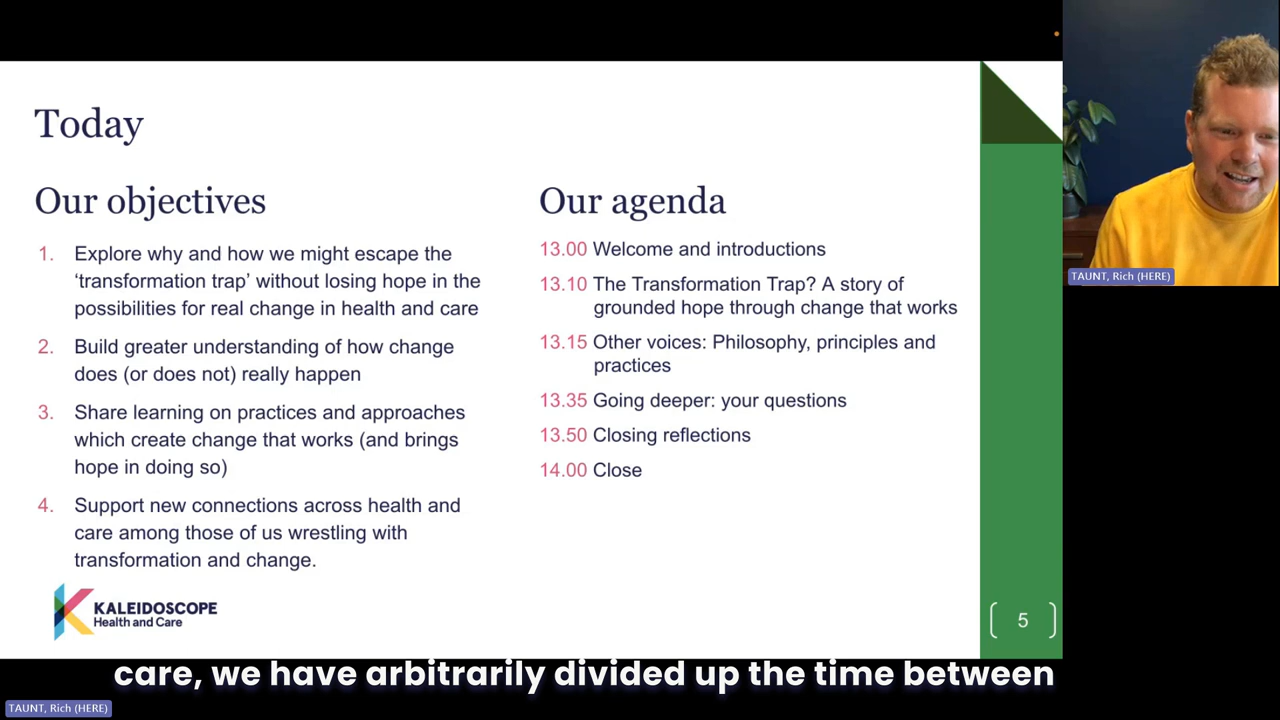 Today
Our objectives
1. Explore why and how we might escape the
‘transformation trap’ without losing hope in the
possibilities for real change in health and care
2. Build greater understanding of how change
does (or does not) really happen
3. Share learning on practices and approaches
which create change that works (and brings
hope in doing so)
4. Support new connections across health and
care among those of us wrestling with
transformation and change.
Our agenda
13.00 Welcome and introductions
13.10 The Transformation Trap? A story of
grounded hope through change that works
13.15 Other voices: Philosophy, principles and
practices
13.35 Going deeper: your questions
13.50 Closing reflections
14.00 Close
KALEIDOSCOPE
Health and Care
5
TAUNT, Rich (HERE)
care, we have arbitrarily divided up the time between
TAUNT, Rich (HERE)